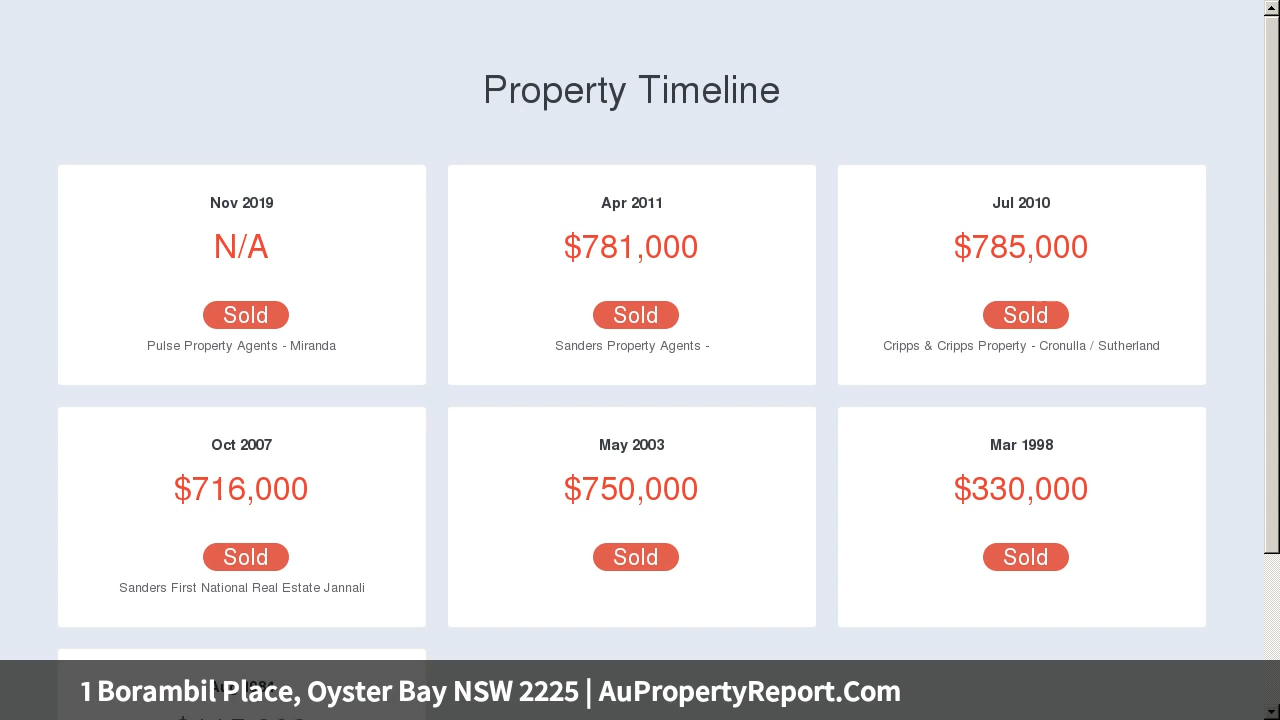 Property Timeline
Nov 2019
N/A
Sold
Pulse Property Agents - Miranda
Apr 2011
$781,000
Sold
Sanders Property Agents -
Jul 2010
$785,000
Sold
Cripps & Cripps Property - Cronulla / Sutherland
Oct 2007
$716,000
Sold
Sanders First National Real Estate Jannali
May 2003
$750,000
Sold
Mar 1998
$330,000
Sold
1 Borambil Place, Oyster Bay NSW 2225 | AuPropertyReport.Com